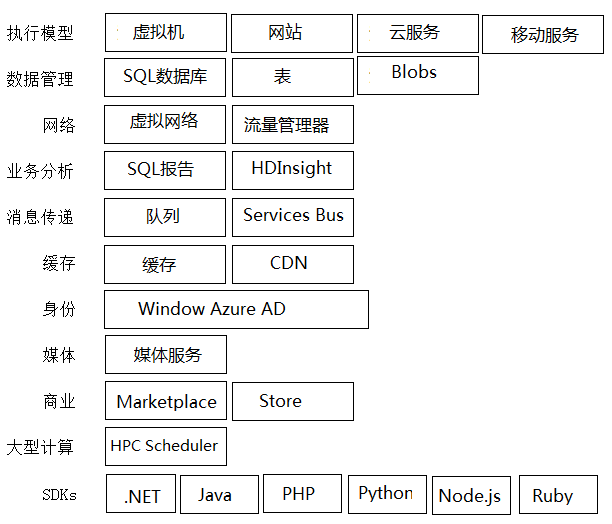 执行模型 虚拟机 网站 云服务 移动服务
数据管理 SQL数据库 表 Blobs
网络 虚拟网络 流量管理器
业务分析 SQL报告 HDInsight
消息传递 队列 Services Bus
缓存 缓存 CDN
身份 Window Azure AD
媒体 媒体服务
商业 Marketplace Store
大型计算 HPC Scheduler
SDKs .NET Java PHP Python Node.js Ruby